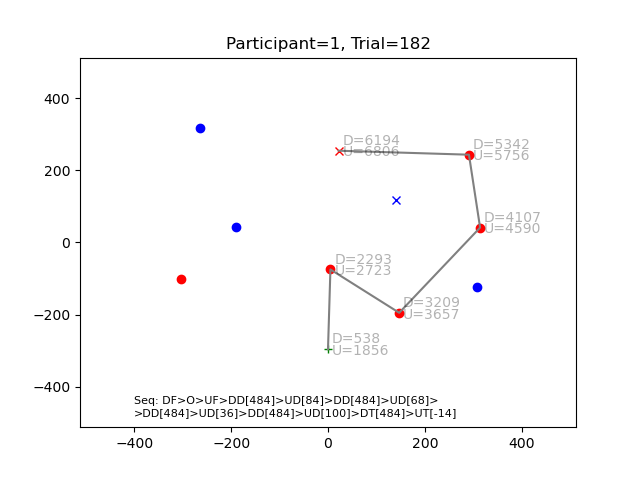 Participant=1, Trial=182
400
200
0
−200
−400
−400
−200
0
200
400
D=6194
U=6806
D=5342
U=5756
D=4107
U=4590
D=2293
U=2723
D=3209
U=3657
D=538
U=1856
Seq: DF>O>UF>DD[484]>UD[84]>DD[484]>UD[68]>
>DD[484]>UD[36]>DD[484]>UD[100]>DT[484]>UT[-14]